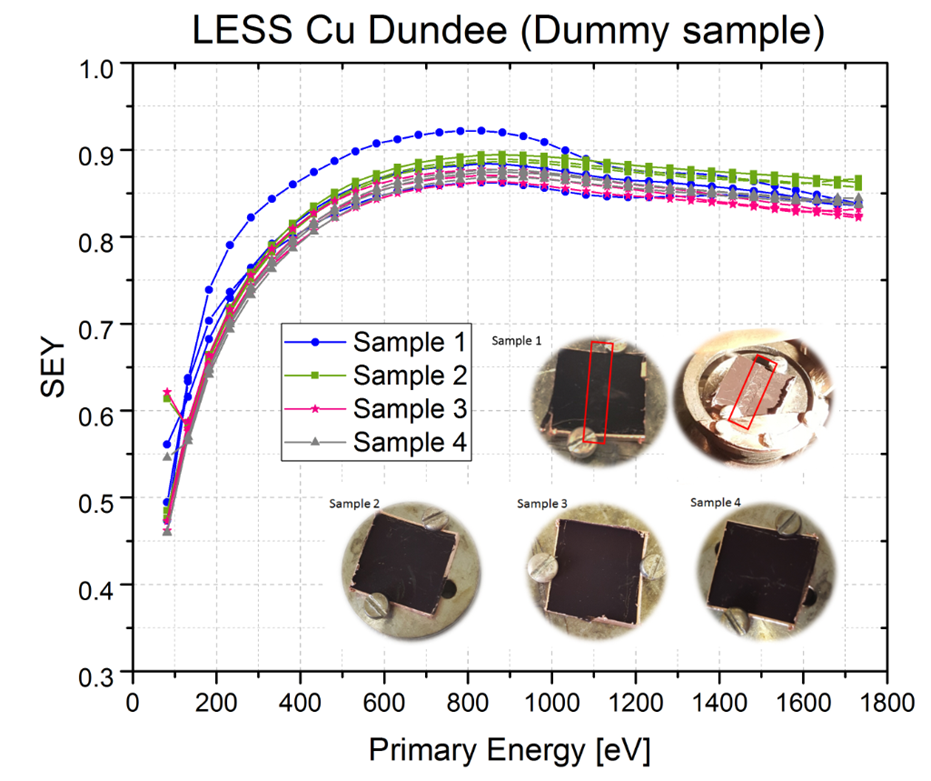 LESS Cu Dundee (Dummy sample)
1.0
0.9
0.8
0.7
0.6
0.5
0.4
0.3
SEY
Sample 1
Sample 2
Sample 3
Sample 4
Sample 1
Sample 2
Sample 3
Sample 4
0 200 400 600 800 1000 1200 1400 1600 1800
Primary Energy [eV]